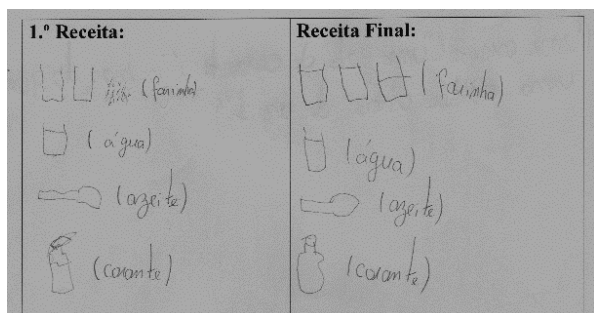 1.º Receita:
(farinha)
(água)
(azeite)
(corante)
Receita Final:
(farinha)
(água)
(azeite)
(corante)